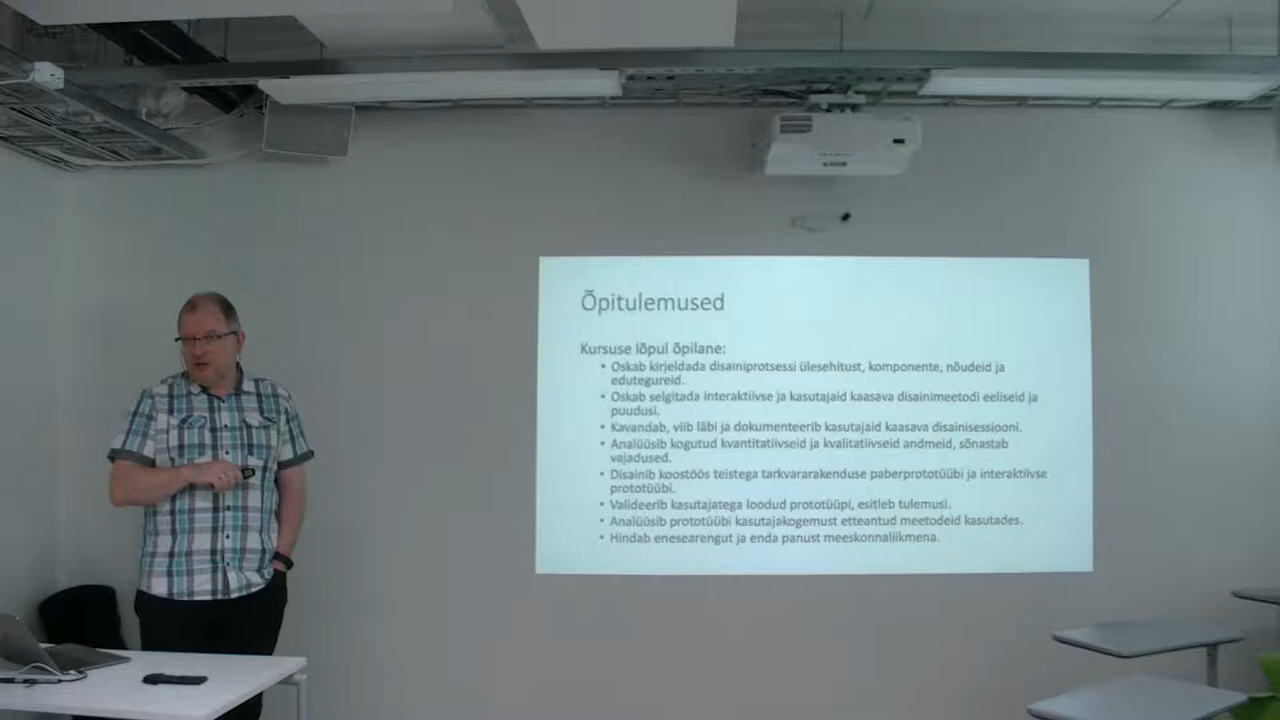 Õpitulemused
Kursuse lõpul õpilane:
• Oskab kirjeldada disainiprotsessi ülesehitust, komponente, nõudeid ja
edutegureid.
• Oskab selgitada interaktiivse ja kasutajaid kaasava disainimeetodi eeliseid ja
puudusi.
• Kavandab, viib läbi ja dokumenteerib kasutajaid kaasava disainisessiooni.
• Analüüsib kogutud kvantitatiivseid ja kvalitatiivseid andmeid, sõnastab
vajadused.
• Disainib koostöös teistega tarkvararakenduse paberprototüübi ja interaktiivse
prototüübi.
• Valideerib kasutajatega loodud prototüüpi, esitleb tulemusi.
• Analüüsib prototüübi kasutajakogemust etteantud meetodeid kasutades.
• Hindab enesearengut ja enda panust meeskonnaliikmena.